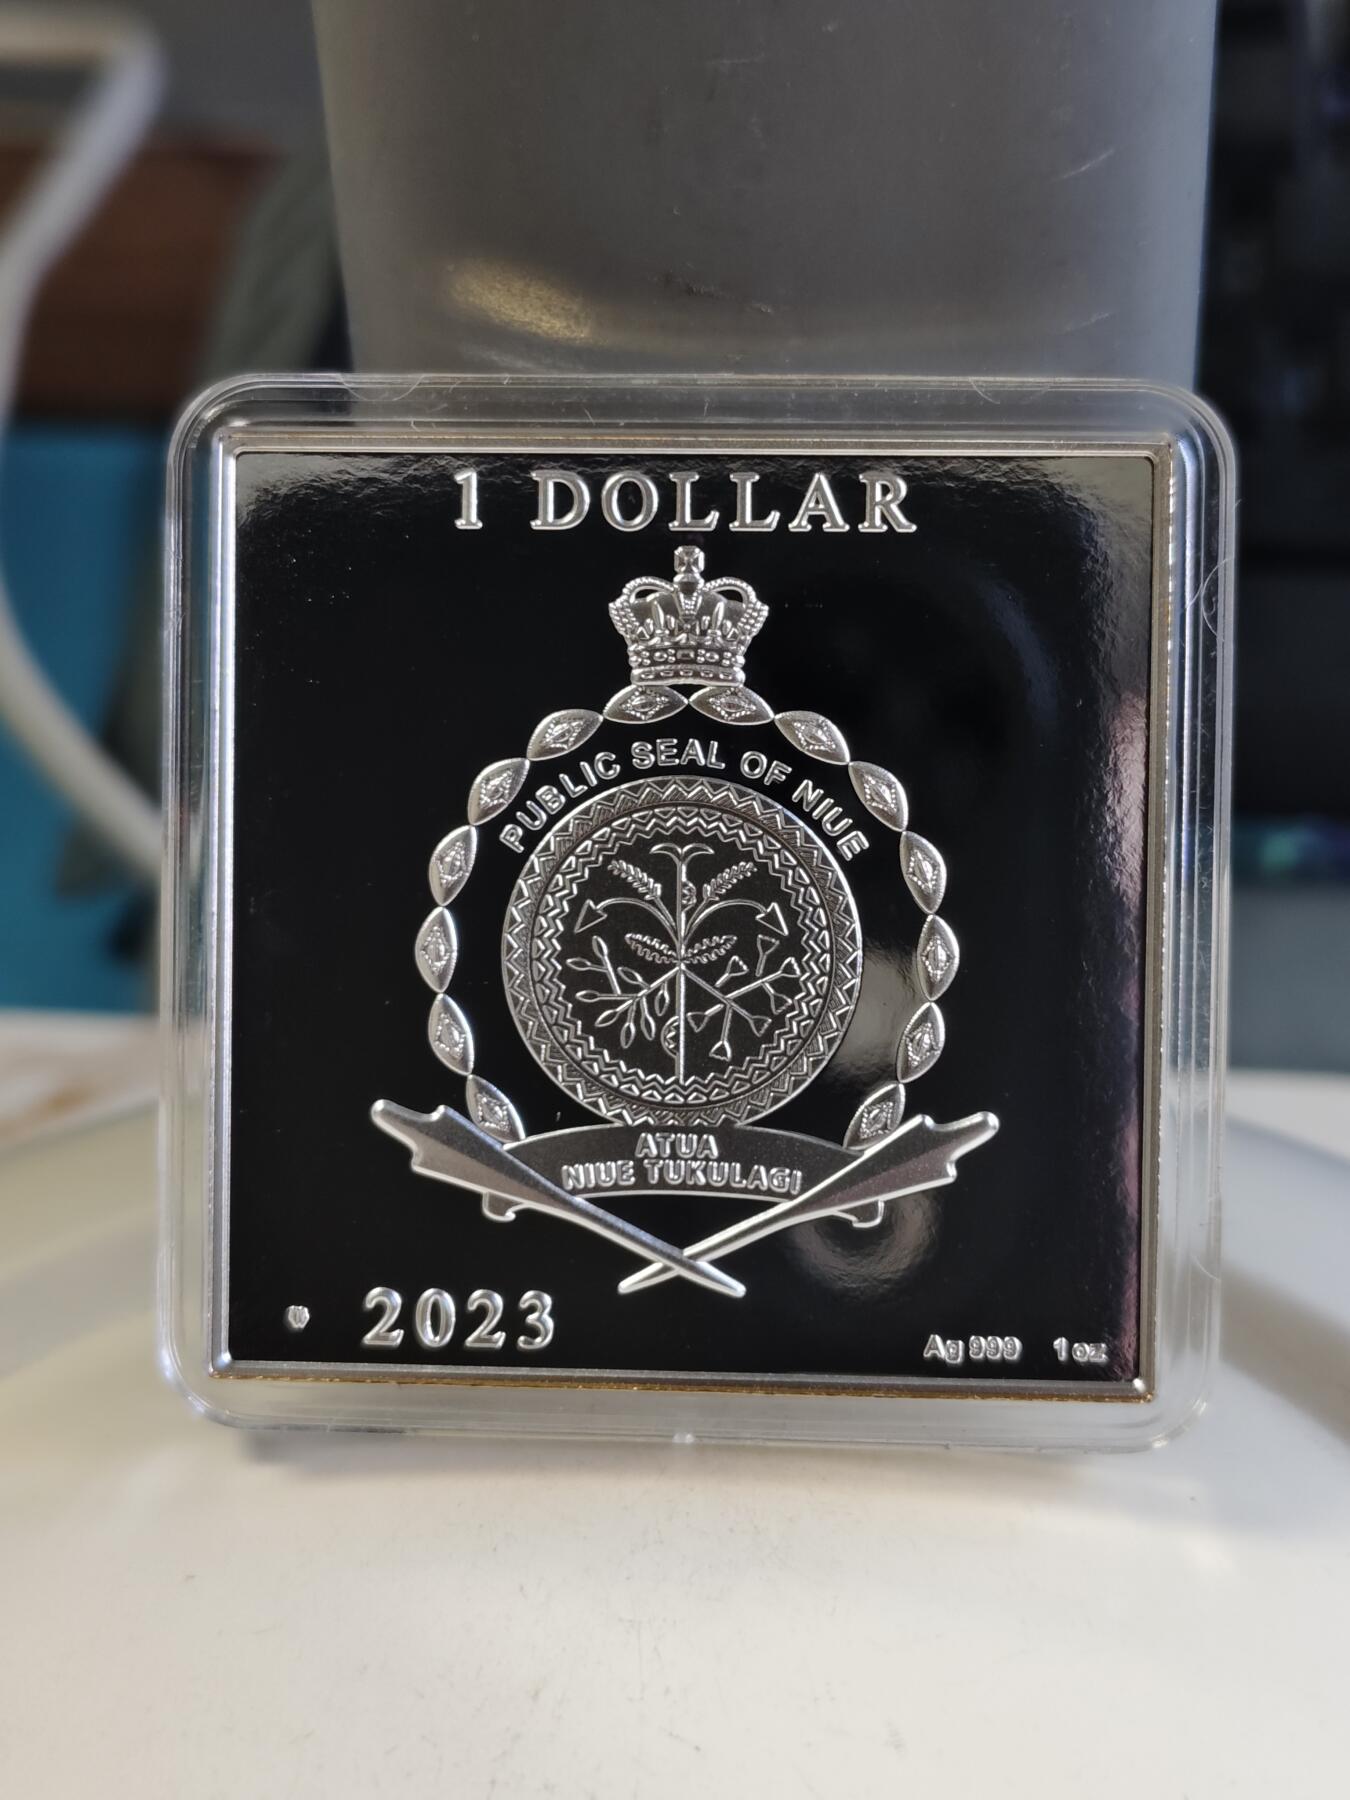 1 DOLLAR
PUBLIC SEAL OF NIUE
ATUA
NIUE TUKULAGI
2023
Ag 999 1 oz